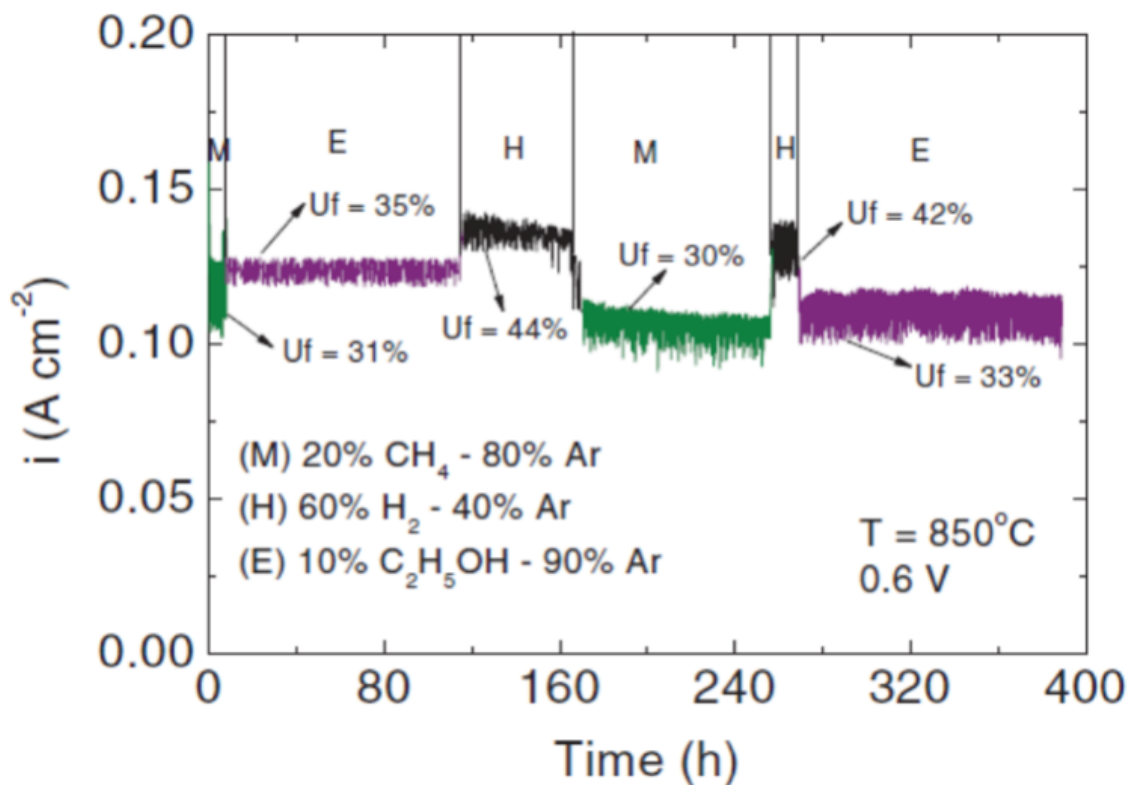 0.20
0.15
0.10
0.05
0.00
i (A cm⁻²)
M
E
H
M
H
E
Uf = 35%
Uf = 42%
Uf = 30%
Uf = 44%
Uf = 31%
Uf = 33%
(M) 20% CH₄ - 80% Ar
(H) 60% H₂ - 40% Ar
(E) 10% C₂H₅OH - 90% Ar
T = 850°C
0.6 V
0 80 160 240 320 400
Time (h)